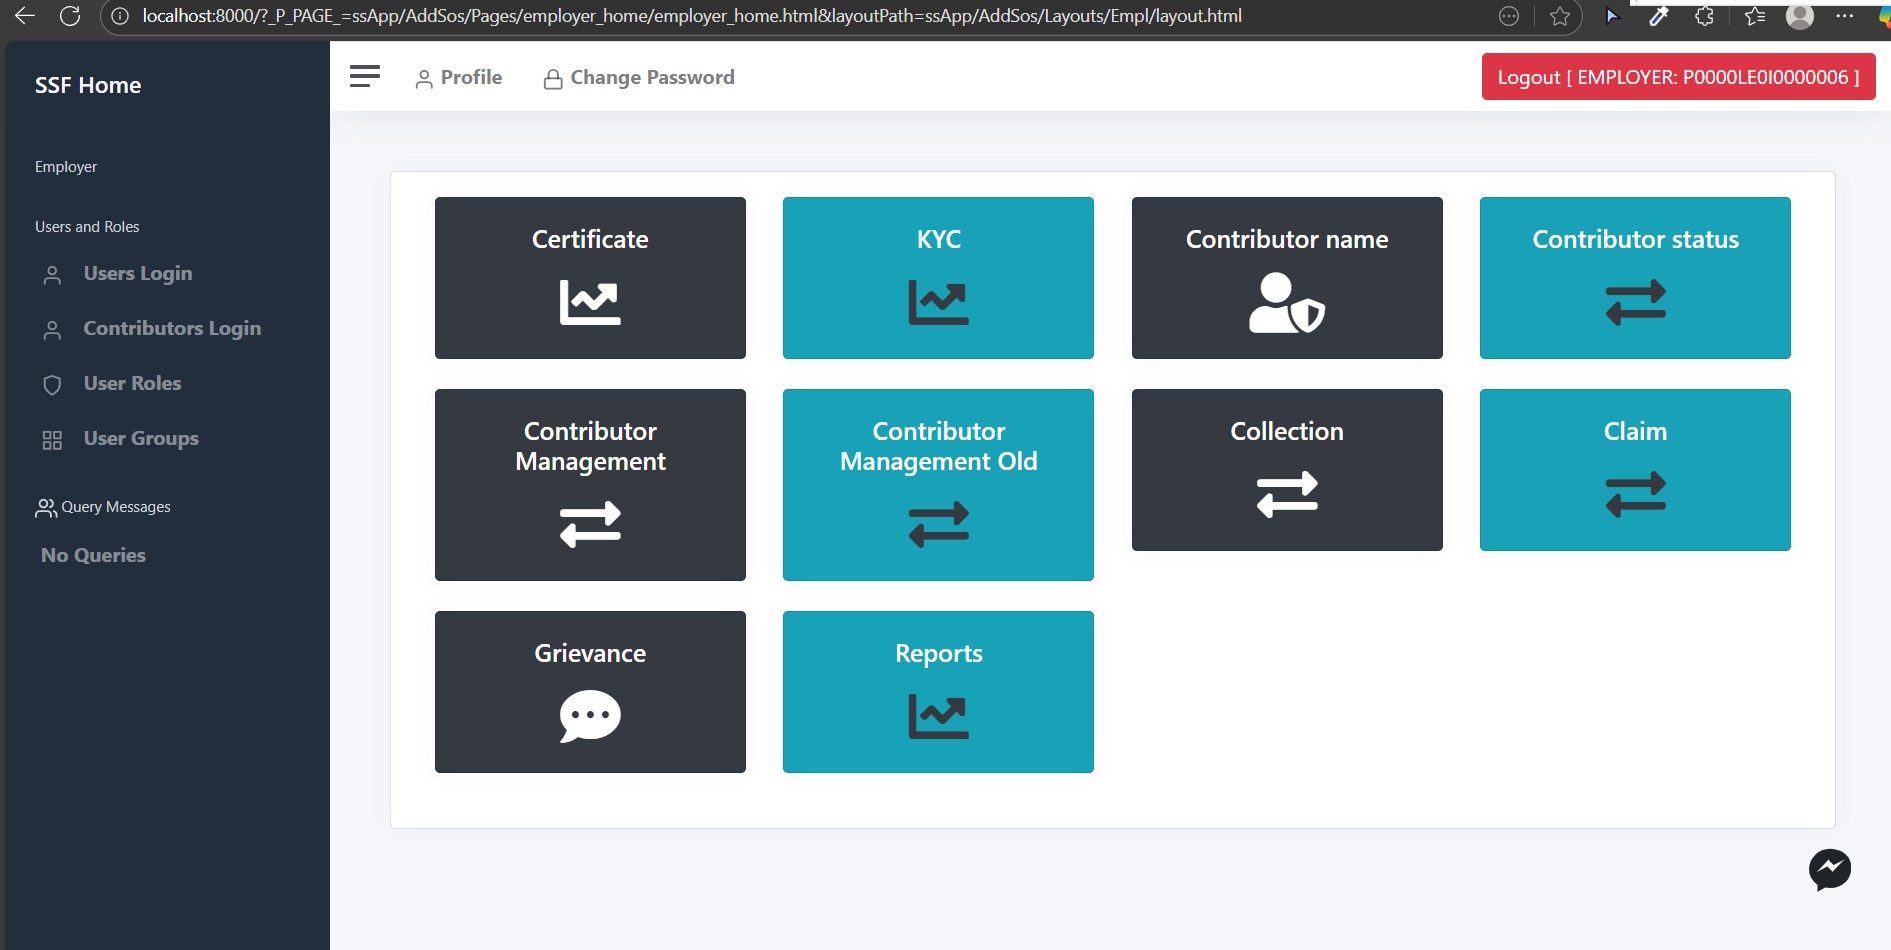 localhost:8000/?_P_PAGE_=ssApp/AddSos/Pages/employer_home/employer_home.html&layoutPath=ssApp/AddSos/Layouts/Empl/layout.html
SSF Home
Profile
Change Password
Logout [ EMPLOYER: P0000LE0I0000006 ]
Employer
Users and Roles
Users Login
Contributors Login
User Roles
User Groups
Query Messages
No Queries
Certificate
KYC
Contributor name
Contributor status
Contributor
Management
Contributor
Management Old
Collection
Claim
Grievance
Reports